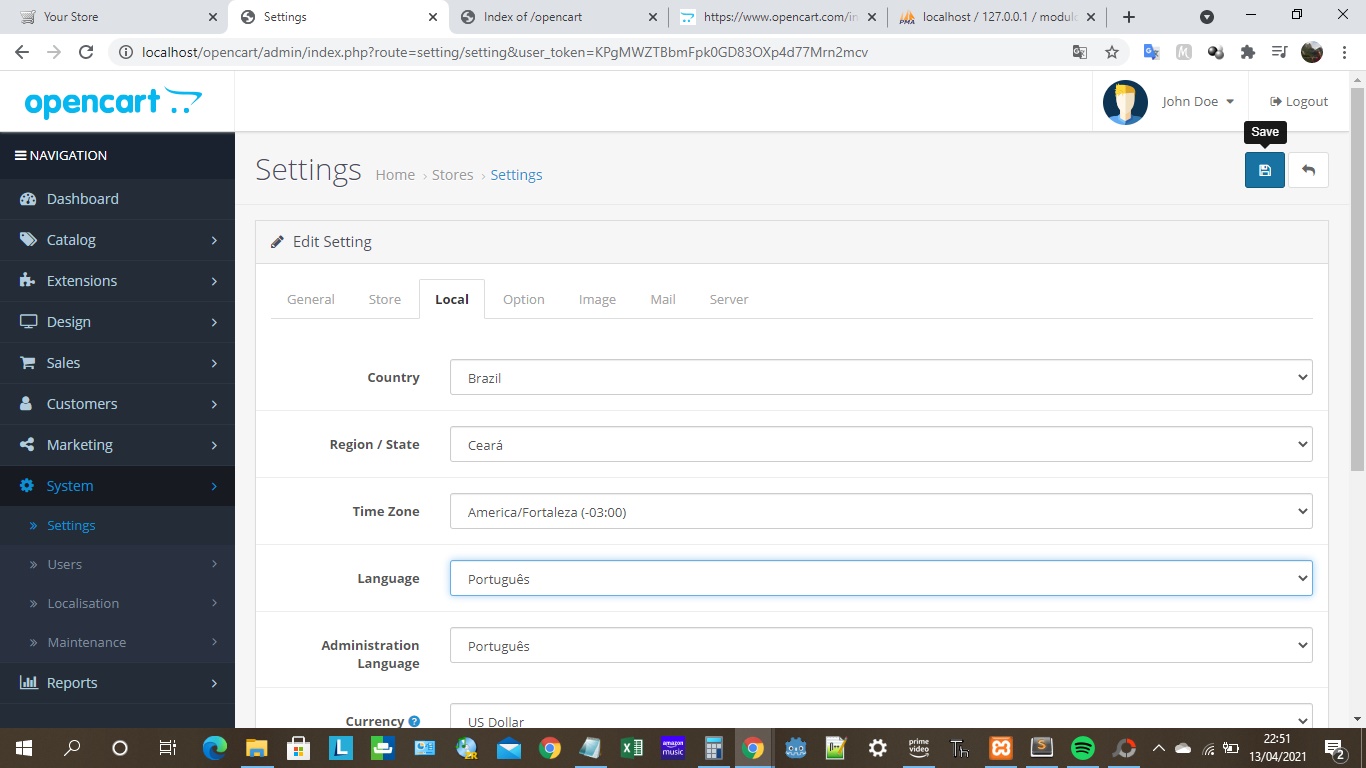 Your Store
Settings
Index of /opencart
https://www.opencart.com/in
localhost / 127.0.0.1 / modulo
localhost/opencart/admin/index.php?route=setting/setting&user_token=KPgMWZTBbmFpk0GD83OXp4d77Mrn2mcv
opencart
John Doe
Logout
Save
NAVIGATION
Dashboard
Catalog
Extensions
Design
Sales
Customers
Marketing
System
Settings
Users
Localisation
Maintenance
Reports
Settings
Home › Stores › Settings
Edit Setting
General Store Local Option Image Mail Server
Country
Brazil
Region / State
Ceará
Time Zone
America/Fortaleza (-03:00)
Language
Português
Administration
Language
Português
Currency
US Dollar
amazon
music
prime
video
Th
22:51
13/04/2021
2